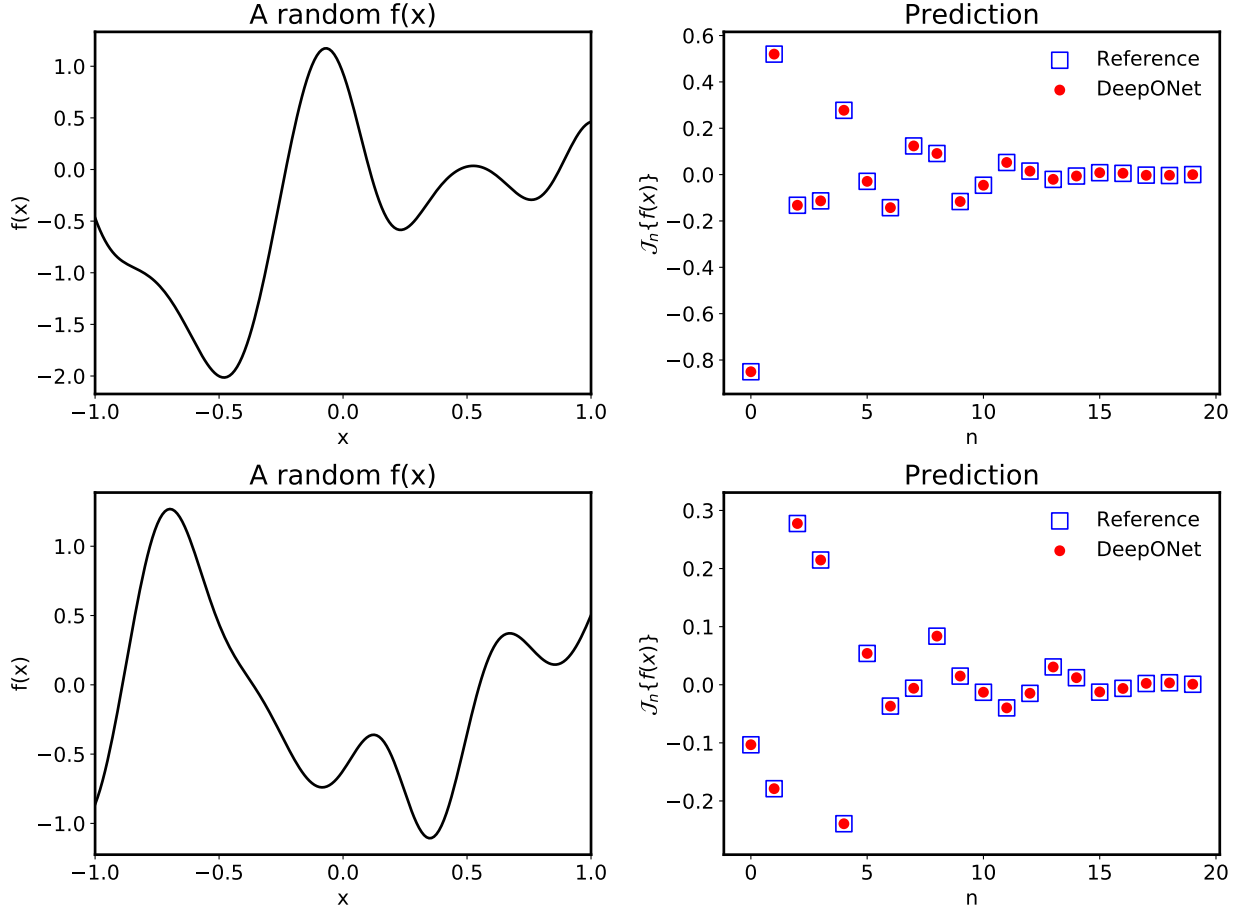 A random f(x)
f(x)
1.0
0.5
0.0
−0.5
−1.0
−1.5
−2.0
−1.0
−0.5
0.0
0.5
1.0
x
Prediction
𝒥ₙ{f(x)}
0.6
0.4
0.2
0.0
−0.2
−0.4
−0.6
−0.8
Reference
DeepONet
0
5
10
15
20
n
A random f(x)
f(x)
1.0
0.5
0.0
−0.5
−1.0
−1.0
−0.5
0.0
0.5
1.0
x
Prediction
𝒥ₙ{f(x)}
0.3
0.2
0.1
0.0
−0.1
−0.2
Reference
DeepONet
0
5
10
15
20
n